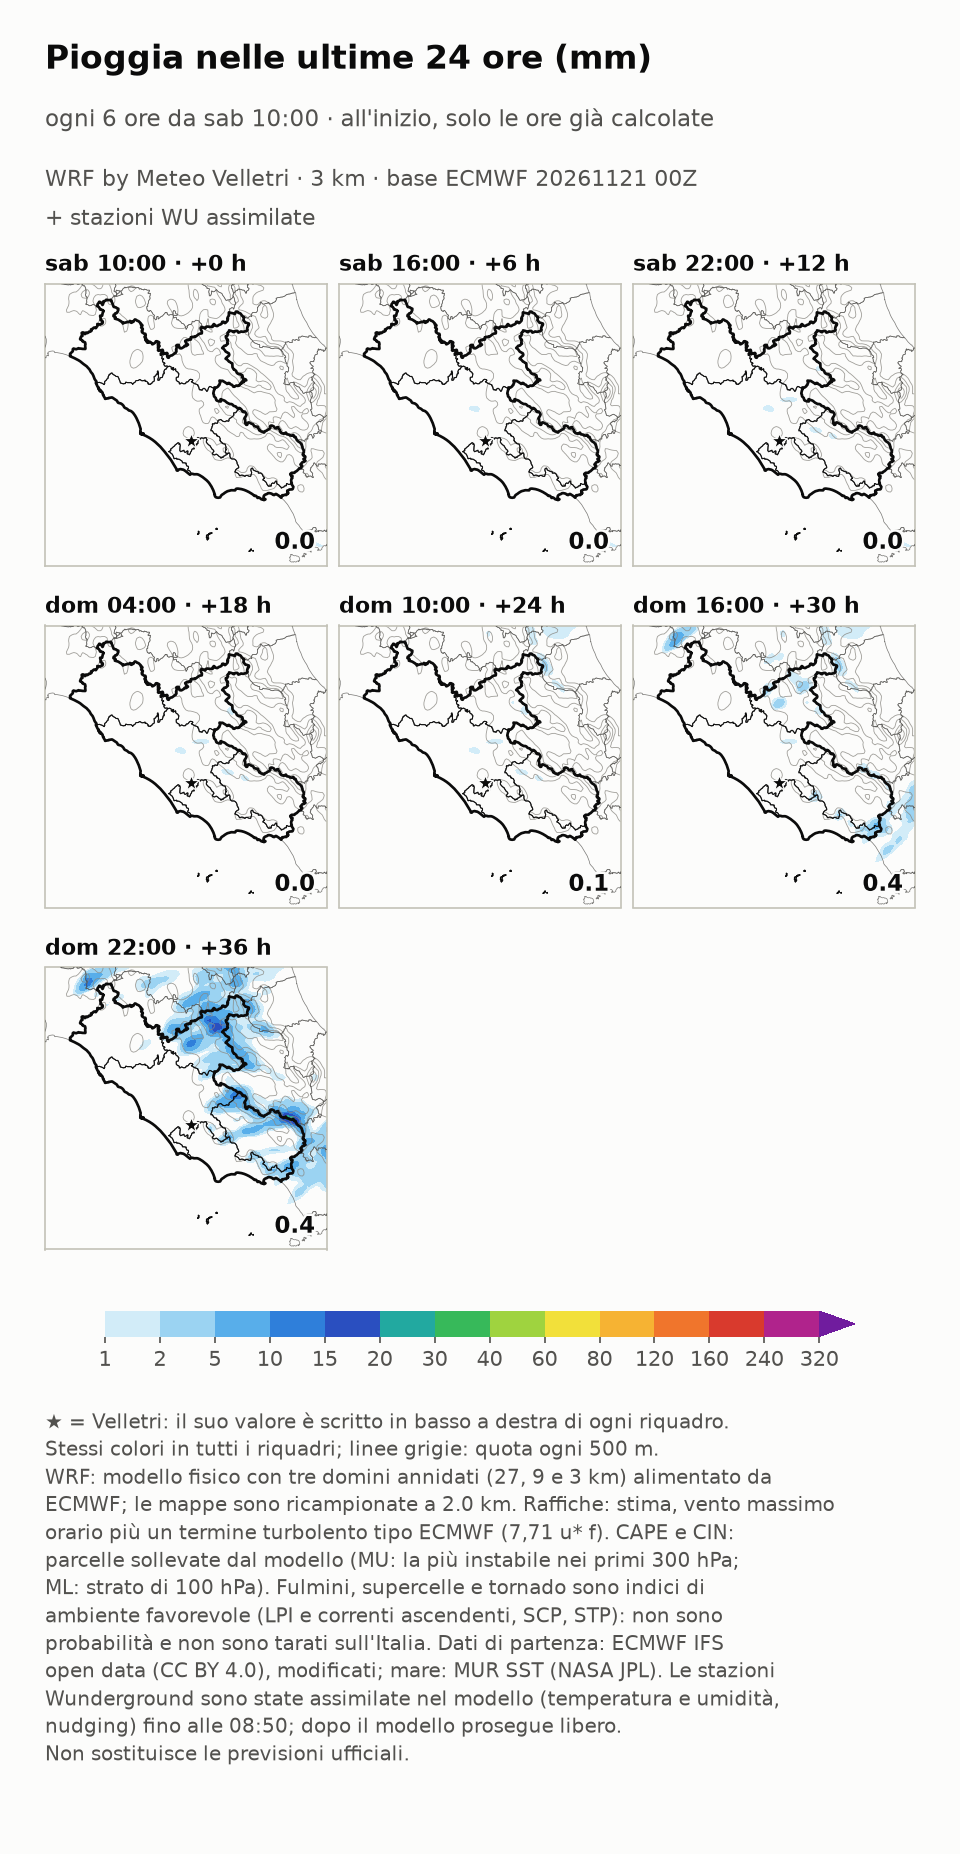 Pioggia nelle ultime 24 ore (mm)
ogni 6 ore da sab 10:00 · all'inizio, solo le ore già calcolate
WRF by Meteo Velletri · 3 km · base ECMWF 20261121 00Z
+ stazioni WU assimilate
sab 10:00 · +0 h
sab 16:00 · +6 h
sab 22:00 · +12 h
0.0
0.0
0.0
dom 04:00 · +18 h
dom 10:00 · +24 h
dom 16:00 · +30 h
0.0
0.1
0.4
dom 22:00 · +36 h
0.4
1 2 5 10 15 20 30 40 60 80 120 160 240 320
★ = Velletri: il suo valore è scritto in basso a destra di ogni riquadro.
Stessi colori in tutti i riquadri; linee grigie: quota ogni 500 m.
WRF: modello fisico con tre domini annidati (27, 9 e 3 km) alimentato da
ECMWF; le mappe sono ricampionate a 2.0 km. Raffiche: stima, vento massimo
orario più un termine turbolento tipo ECMWF (7,71 u* f). CAPE e CIN:
parcelle sollevate dal modello (MU: la più instabile nei primi 300 hPa;
ML: strato di 100 hPa). Fulmini, supercelle e tornado sono indici di
ambiente favorevole (LPI e correnti ascendenti, SCP, STP): non sono
probabilità e non sono tarati sull'Italia. Dati di partenza: ECMWF IFS
open data (CC BY 4.0), modificati; mare: MUR SST (NASA JPL). Le stazioni
Wunderground sono state assimilate nel modello (temperatura e umidità,
nudging) fino alle 08:50; dopo il modello prosegue libero.
Non sostituisce le previsioni ufficiali.